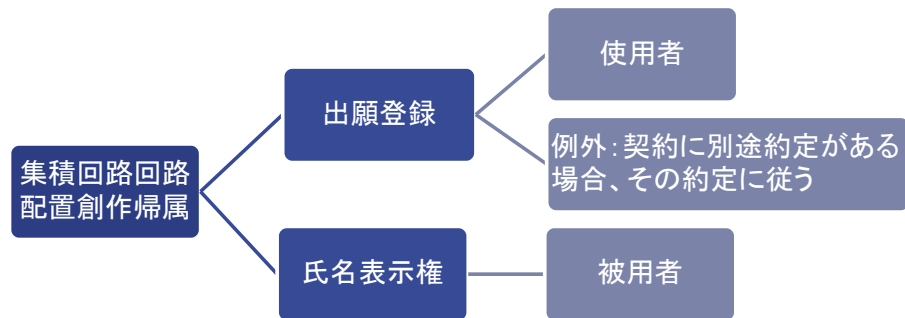 集積回路回路
配置創作帰属
出願登録
使用者
例外：契約に別途約定がある
場合、その約定に従う
氏名表示権
被用者